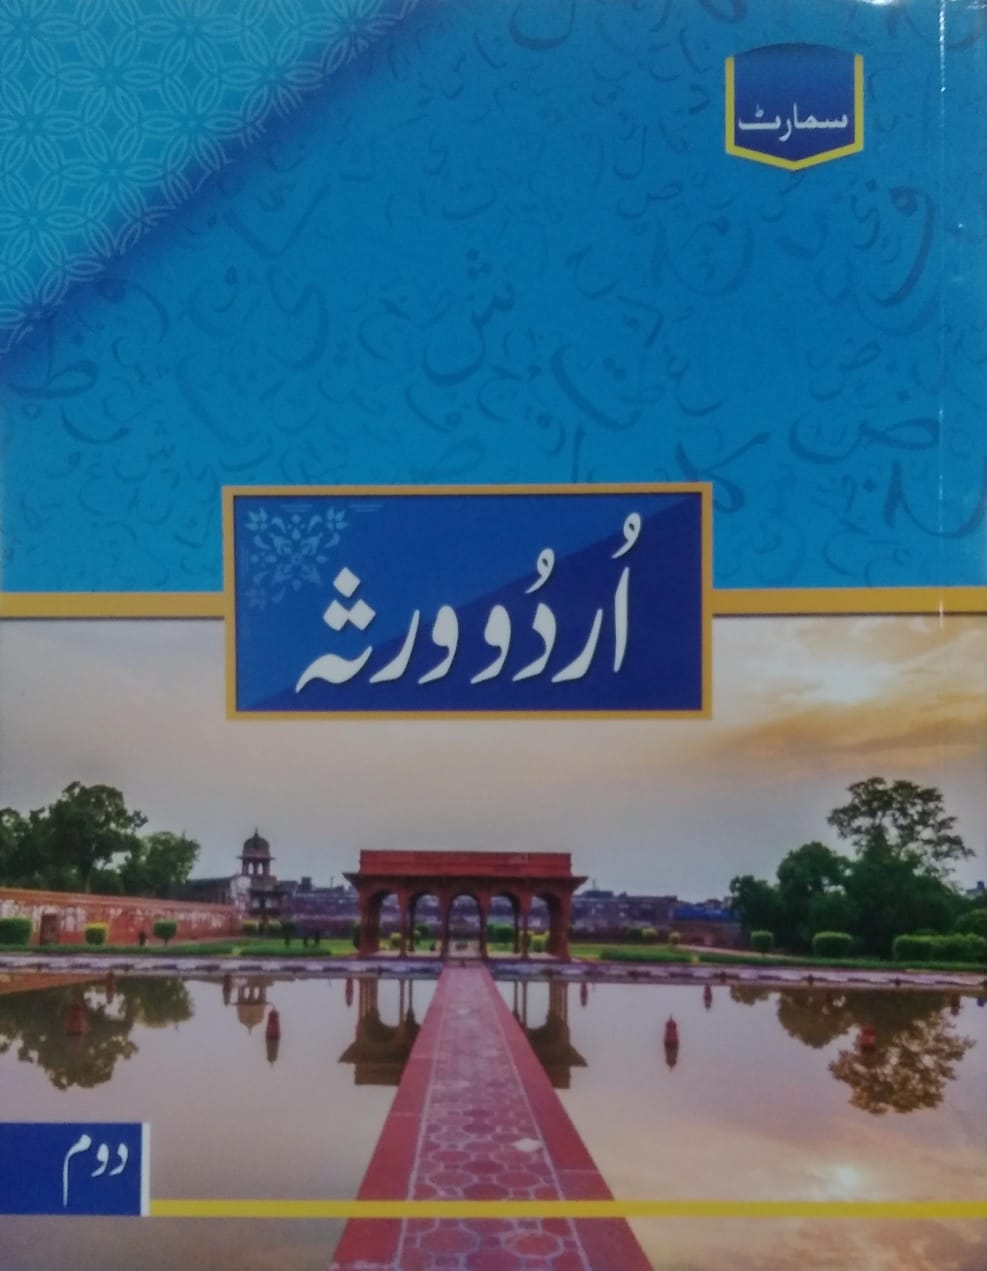 سمارٹ
اُردُو ورثہ
دوم